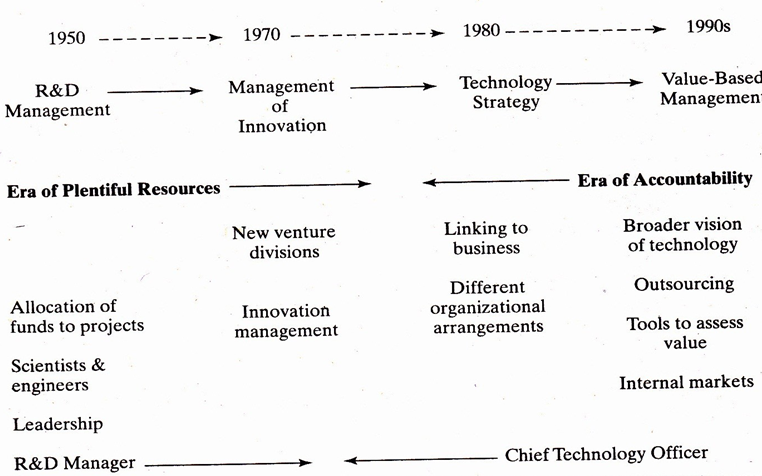 1950 1970 1980 1990s
R&D
Management
Management
of
Innovation
Technology
Strategy
Value-Based
Management
Era of Plentiful Resources
Era of Accountability
New venture
divisions
Linking to
business
Broader vision
of technology
Allocation of
funds to projects
Innovation
management
Different
organizational
arrangements
Outsourcing
Tools to assess
value
Scientists &
engineers
Internal markets
Leadership
R&D Manager
Chief Technology Officer